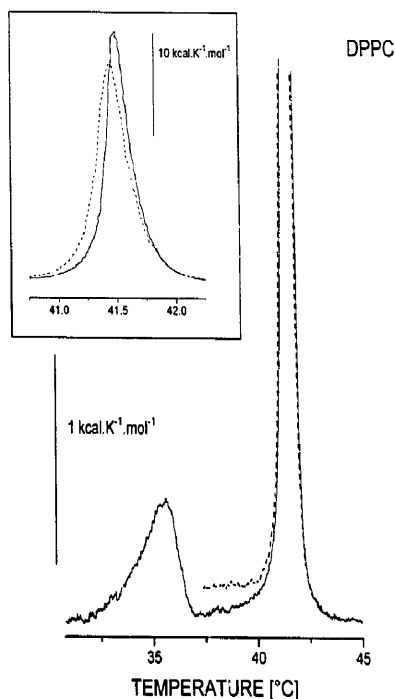 DPPC
10 kcal.K⁻¹.mol⁻¹
41.0 41.5 42.0
1 kcal.K⁻¹.mol⁻¹
35 40 45
TEMPERATURE [°C]